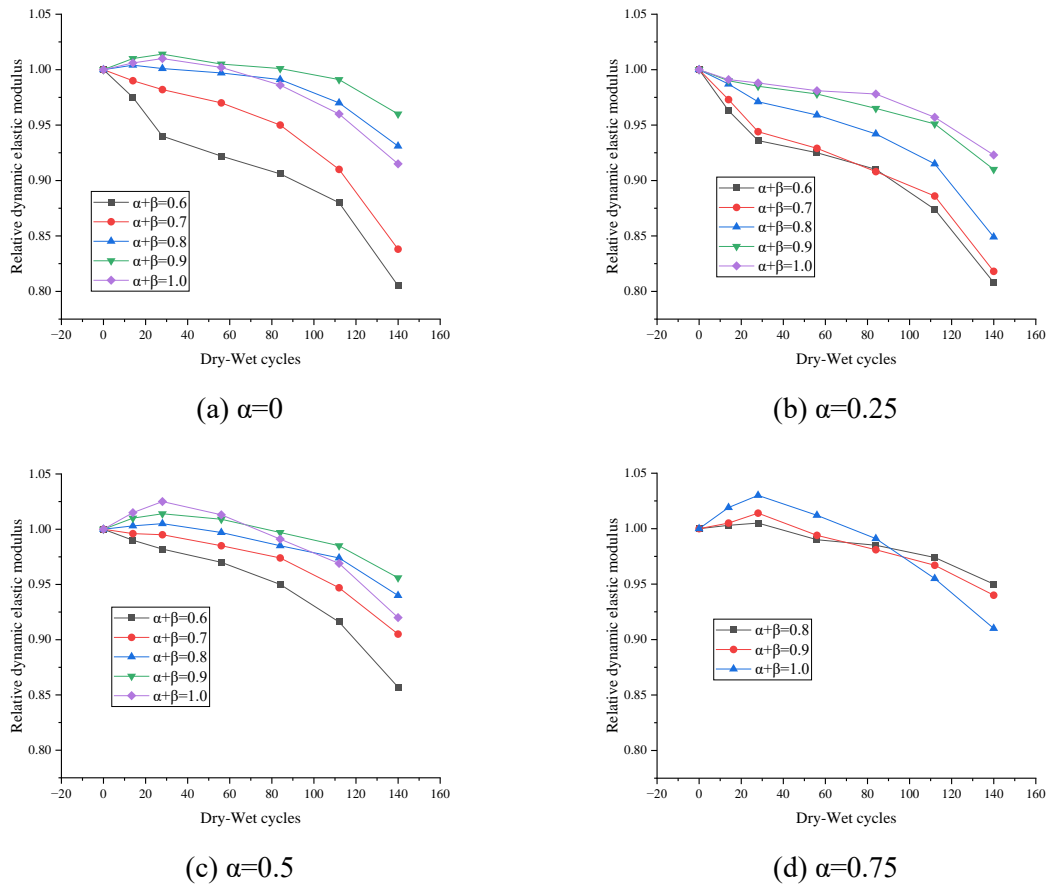 1.05
1.00
0.95
0.90
0.85
0.80
Relative dynamic elastic modulus
α+β=0.6
α+β=0.7
α+β=0.8
α+β=0.9
α+β=1.0
−20 0 20 40 60 80 100 120 140 160
Dry-Wet cycles
(a) α=0
1.05
1.00
0.95
0.90
0.85
0.80
Relative dynamic elastic modulus
α+β=0.6
α+β=0.7
α+β=0.8
α+β=0.9
α+β=1.0
−20 0 20 40 60 80 100 120 140 160
Dry-Wet cycles
(b) α=0.25
1.05
1.00
0.95
0.90
0.85
0.80
Relative dynamic elastic modulus
α+β=0.6
α+β=0.7
α+β=0.8
α+β=0.9
α+β=1.0
−20 0 20 40 60 80 100 120 140 160
Dry-Wet cycles
(c) α=0.5
1.05
1.00
0.95
0.90
0.85
0.80
Relative dynamic elastic modulus
α+β=0.8
α+β=0.9
α+β=1.0
−20 0 20 40 60 80 100 120 140 160
Dry-Wet cycles
(d) α=0.75